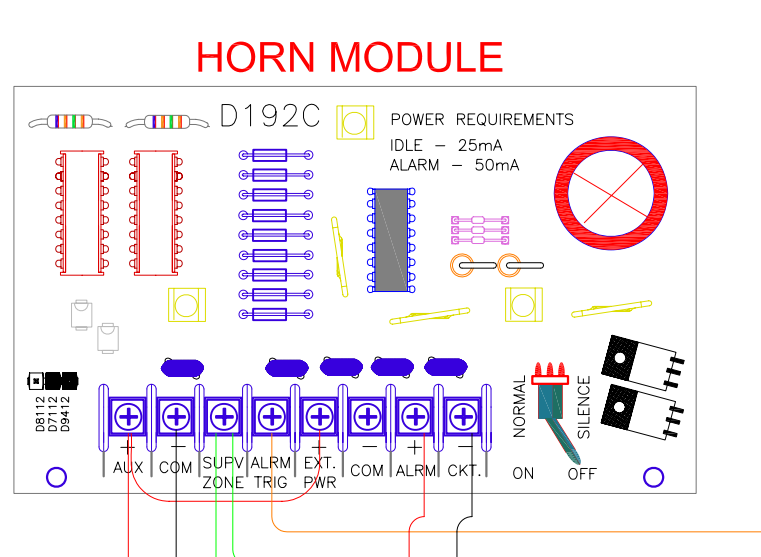 HORN MODULE
D192C
POWER REQUIREMENTS
IDLE - 25mA
ALARM - 50mA
D8112
D7112
D9412
NORMAL
SILENCE
+ - + + - + -
AUX COM SUPV ALRM EXT. COM ALRM CKT.
ZONE TRIG PWR
ON OFF